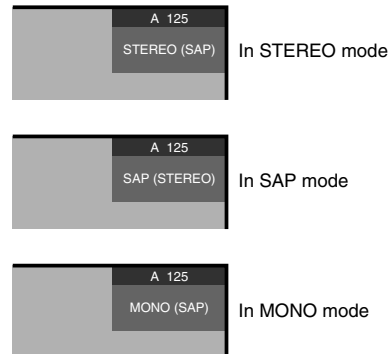 A 125
STEREO (SAP)
In STEREO mode
A 125
SAP (STEREO)
In SAP mode
A 125
MONO (SAP)
In MONO mode